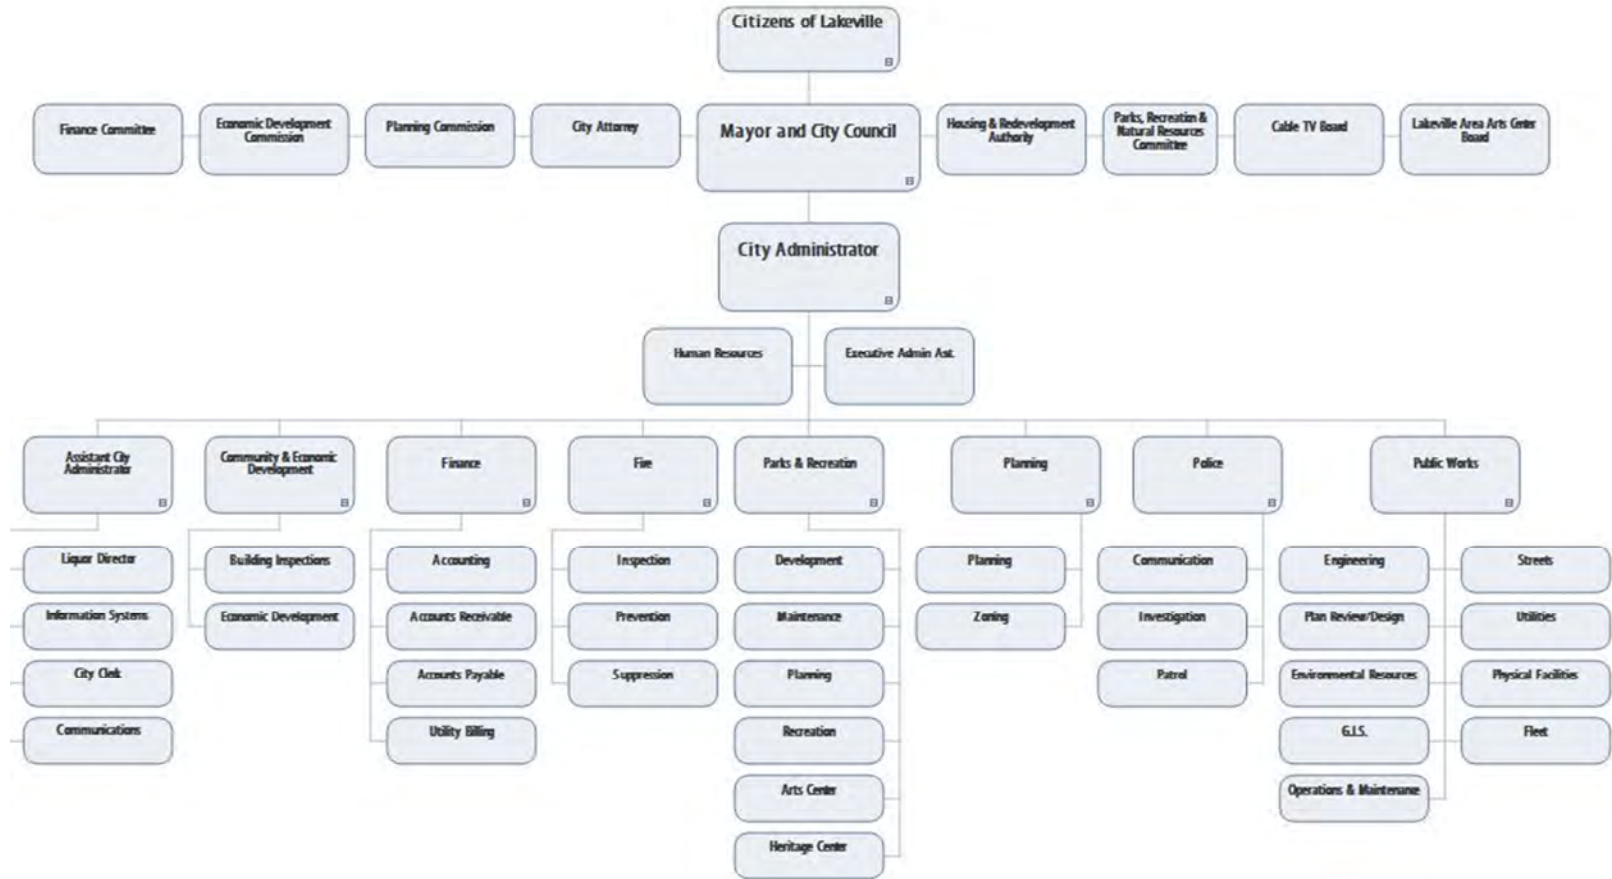 Citizens of Lakeville
Finance Committee
Economic Development
Commission
Planning Commission
City Attorney
Mayor and City Council
Housing & Redevelopment
Authority
Parks, Recreation &
Natural Resources
Committee
Cable TV Board
Lakeville Area Arts Center
Board
City Administrator
Human Resources
Executive Admin Asst.
Assistant City
Administrator
Community & Economic
Development
Finance
Fire
Parks & Recreation
Planning
Police
Public Works
Liquor Director
Information Systems
City Clerk
Communications
Building Inspections
Economic Development
Accounting
Accounts Receivable
Accounts Payable
Utility Billing
Inspection
Prevention
Suppression
Development
Maintenance
Planning
Recreation
Arts Center
Heritage Center
Planning
Zoning
Communication
Investigation
Patrol
Engineering
Plan Review/Design
Environmental Resources
G.I.S.
Operations & Maintenance
Streets
Utilities
Physical Facilities
Fleet